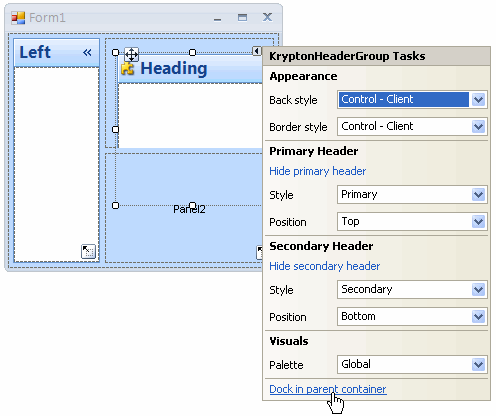 Form1
Left «
Heading
Panel2
KryptonHeaderGroup Tasks
Appearance
Back style Control - Client
Border style Control - Client
Primary Header
Hide primary header
Style Primary
Position Top
Secondary Header
Hide secondary header
Style Secondary
Position Bottom
Visuals
Palette Global
Dock in parent container